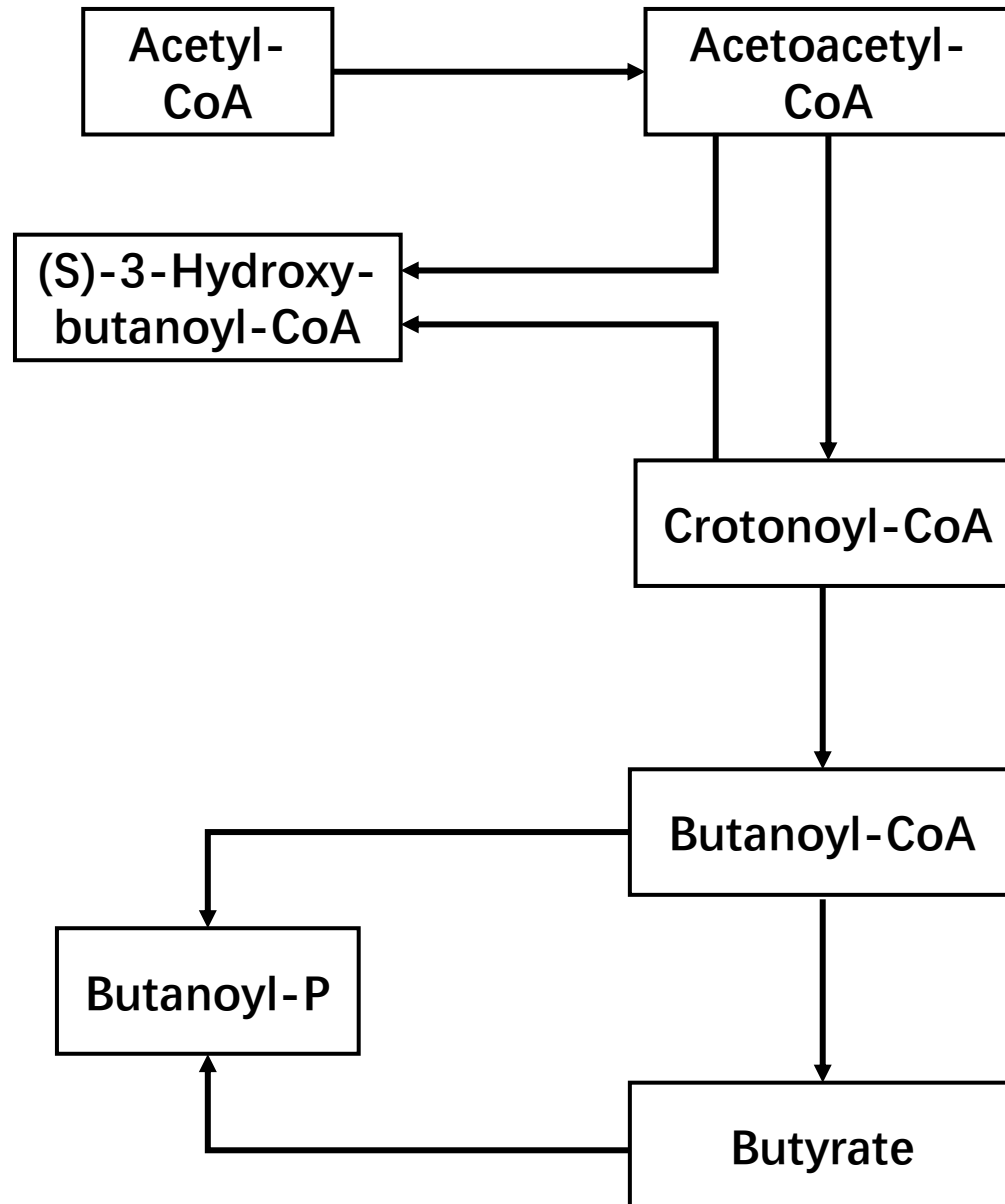 Acetyl-
CoA
Acetoacetyl-
CoA
(S)-3-Hydroxy-
butanoyl-CoA
Crotonoyl-CoA
Butanoyl-CoA
Butanoyl-P
Butyrate